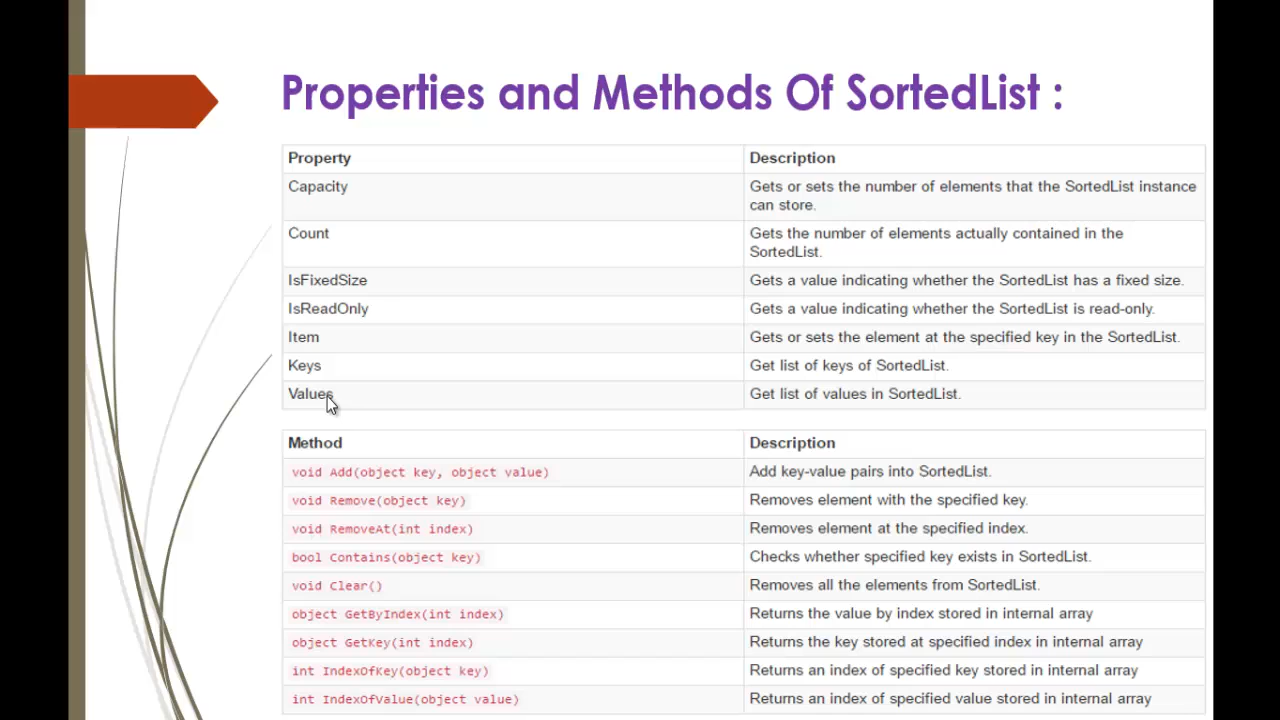 Properties and Methods Of SortedList :
Property Description
Capacity Gets or sets the number of elements that the SortedList instance
can store.
Count Gets the number of elements actually contained in the
SortedList.
IsFixedSize Gets a value indicating whether the SortedList has a fixed size.
IsReadOnly Gets a value indicating whether the SortedList is read-only.
Item Gets or sets the element at the specified key in the SortedList.
Keys Get list of keys of SortedList.
Values Get list of values in SortedList.
Method Description
void Add(object key, object value) Add key-value pairs into SortedList.
void Remove(object key) Removes element with the specified key.
void RemoveAt(int index) Removes element at the specified index.
bool Contains(object key) Checks whether specified key exists in SortedList.
void Clear() Removes all the elements from SortedList.
object GetByIndex(int index) Returns the value by index stored in internal array
object GetKey(int index) Returns the key stored at specified index in internal array
int IndexOfKey(object key) Returns an index of specified key stored in internal array
int IndexOfValue(object value) Returns an index of specified value stored in internal array